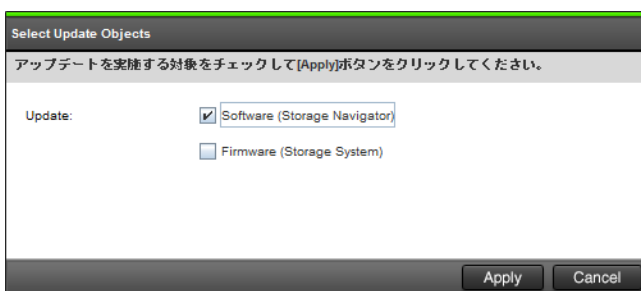 Select Update Objects
アップデートを実施する対象をチェックして[Apply]ボタンをクリックしてください。
Update:
Software (Storage Navigator)
Firmware (Storage System)
Apply Cancel